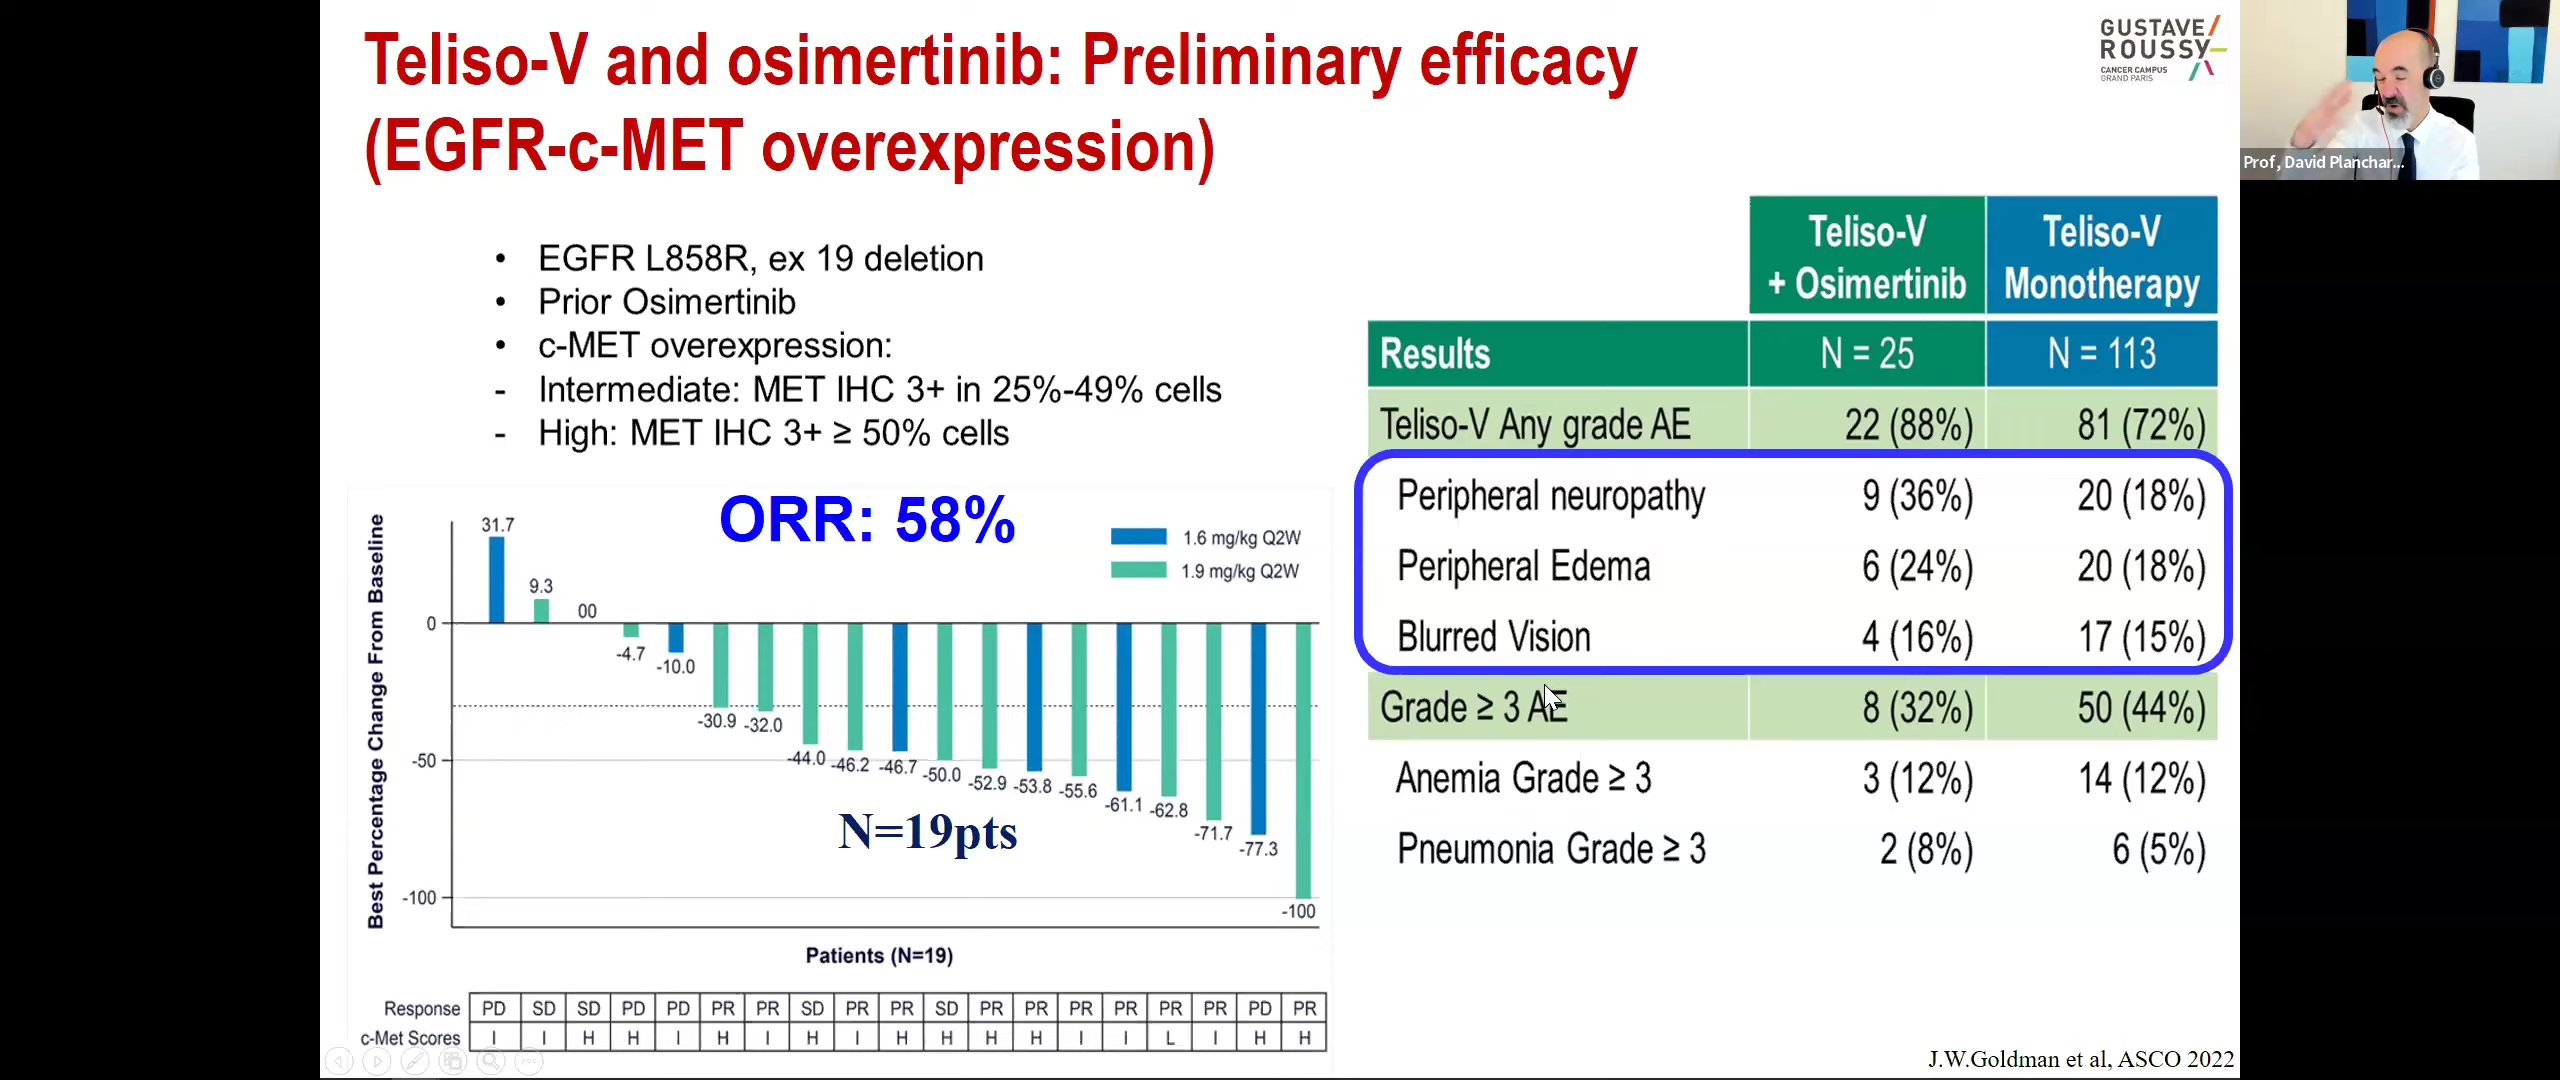 Teliso-V and osimertinib: Preliminary efficacy
(EGFR-c-MET overexpression)
GUSTAVE
ROUSSY
CANCER CAMPUS
GRAND PARIS
Prof, David Planchar...
• EGFR L858R, ex 19 deletion
• Prior Osimertinib
• c-MET overexpression:
- Intermediate: MET IHC 3+ in 25%-49% cells
- High: MET IHC 3+ ≥ 50% cells
ORR: 58%
1.6 mg/kg Q2W
1.9 mg/kg Q2W
Best Percentage Change From Baseline
0
-50
-100
31.7
9.3
00
-4.7
-10.0
-30.9
-32.0
-44.0
-46.2
-46.7
-50.0
-52.9
-53.8
-55.6
-61.1
-62.8
-71.7
-77.3
-100
N=19pts
Patients (N=19)
Response PD SD SD PD PD PR PR SD PR PR SD PR PR PR PR PR PR PD PR
c-Met Scores I I H H I H I H I H H H H I I L I H H
Teliso-V + Osimertinib
Teliso-V Monotherapy
Results N = 25 N = 113
Teliso-V Any grade AE 22 (88%) 81 (72%)
Peripheral neuropathy 9 (36%) 20 (18%)
Peripheral Edema 6 (24%) 20 (18%)
Blurred Vision 4 (16%) 17 (15%)
Grade ≥ 3 AE 8 (32%) 50 (44%)
Anemia Grade ≥ 3 3 (12%) 14 (12%)
Pneumonia Grade ≥ 3 2 (8%) 6 (5%)
J.W.Goldman et al, ASCO 2022